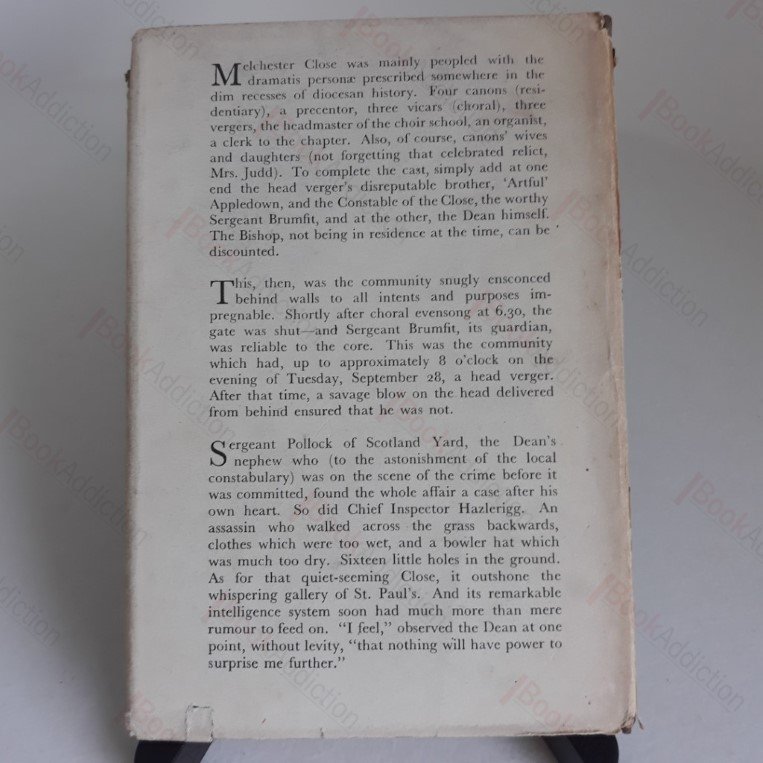 Melchester Close was mainly peopled with the
dramatis personæ prescribed somewhere in the
dim recesses of diocesan history. Four canons (resi-
dentiary), a precentor, three vicars (choral), three
vergers, the headmaster of the choir school, an organist,
a clerk to the chapter. Also, of course, canons' wives
and daughters (not forgetting that celebrated relict,
Mrs. Judd). To complete the cast, simply add at one
end the head verger's disreputable brother, 'Artful'
Appledown, and the Constable of the Close, the worthy
Sergeant Brumfit, and at the other, the Dean himself.
The Bishop, not being in residence at the time, can be
discounted.
This, then, was the community snugly ensconced
behind walls to all intents and purposes im-
pregnable. Shortly after choral evensong at 6.30, the
gate was shut—and Sergeant Brumfit, its guardian,
was reliable to the core. This was the community
which had, up to approximately 8 o'clock on the
evening of Tuesday, September 28, a head verger.
After that time, a savage blow on the head delivered
from behind ensured that he was not.
Sergeant Pollock of Scotland Yard, the Dean's
nephew who (to the astonishment of the local
constabulary) was on the scene of the crime before it
was committed, found the whole affair a case after his
own heart. So did Chief Inspector Hazlerigg. An
assassin who walked across the grass backwards,
clothes which were too wet, and a bowler hat which
was much too dry. Sixteen little holes in the ground.
As for that quiet-seeming Close, it outshone the
whispering gallery of St. Paul's. And its remarkable
intelligence system soon had much more than mere
rumour to feed on. "I feel," observed the Dean at one
point, without levity, "that nothing will have power to
surprise me further."
BookAddiction